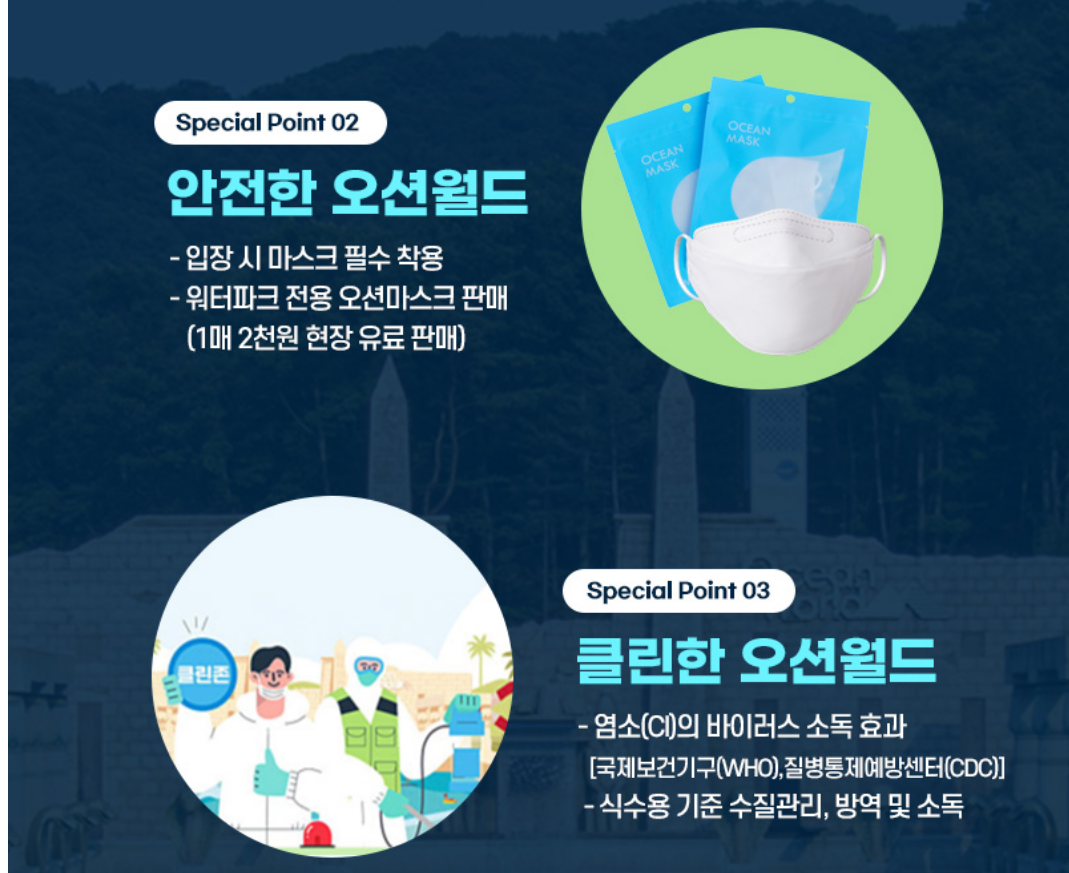 Special Point 02
안전한 오션월드
- 입장 시 마스크 필수 착용
- 워터파크 전용 오션마스크 판매
(1매 2천원 현장 유료 판매)
OCEAN
MASK
OCEAN
MASK
Special Point 03
클린한 오션월드
- 염소(Cl)의 바이러스 소독 효과
[국제보건기구(WHO),질병통제예방센터(CDC)]
- 식수용 기준 수질관리, 방역 및 소독
클린존
Ocean
World